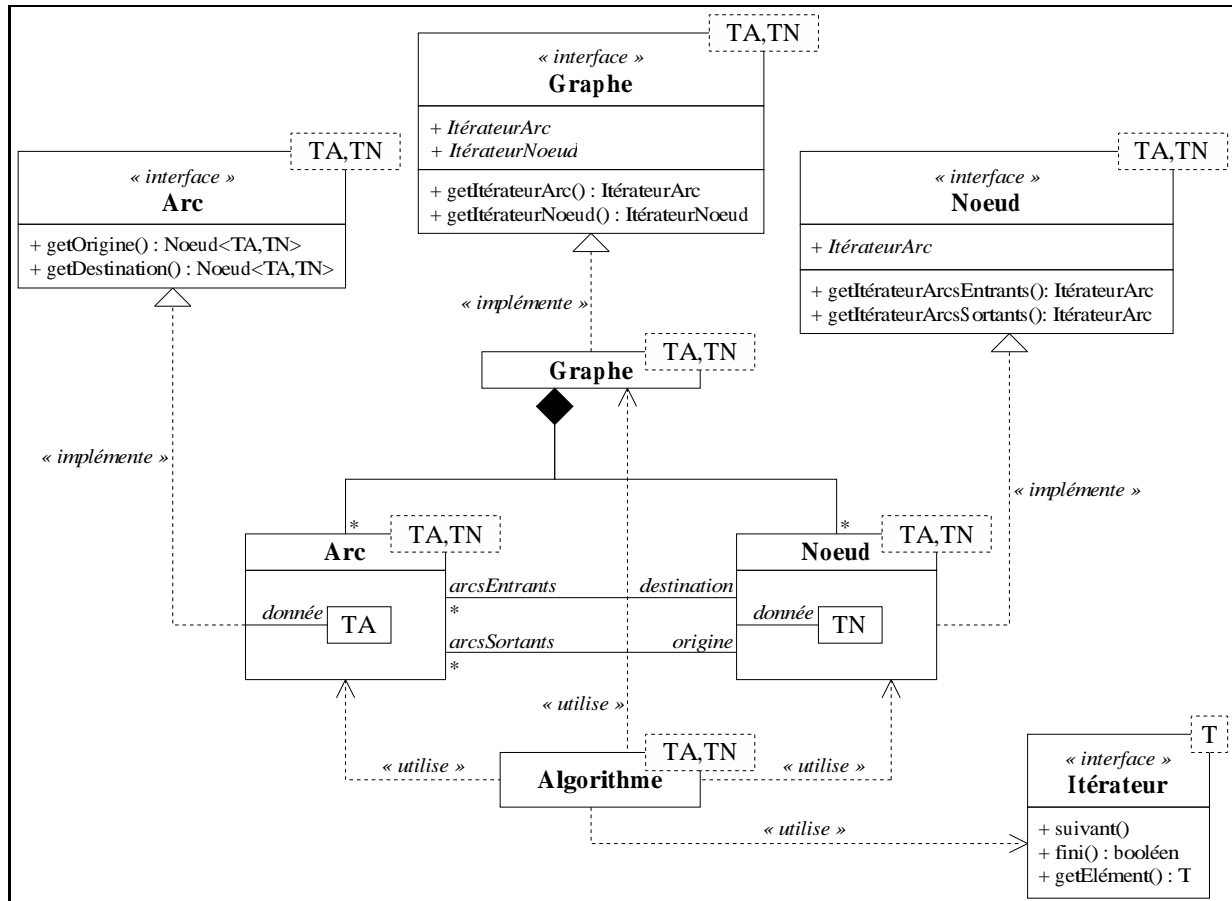 TA,TN
« interface »
Graphe
+ ItérateurArc
+ ItérateurNoeud
+ getItérateurArc() : ItérateurArc
+ getItérateurNoeud() : ItérateurNoeud
TA,TN
« interface »
Arc
+ getOrigine() : Noeud<TA,TN>
+ getDestination() : Noeud<TA,TN>
TA,TN
« interface »
Noeud
+ ItérateurArc
+ getItérateurArcsEntrants(): ItérateurArc
+ getItérateurArcsSortants(): ItérateurArc
« implémente »
TA,TN
Graphe
« implémente »
« implémente »
*
*
TA,TN
Arc
donnée
TA
TA,TN
Noeud
donnée
TN
arcsEntrants
destination
*
arcsSortants
origine
*
« utilise »
TA,TN
Algorithme
« utilise »
« utilise »
« utilise »
T
« interface »
Itérateur
+ suivant()
+ fini() : booléen
+ getElément() : T